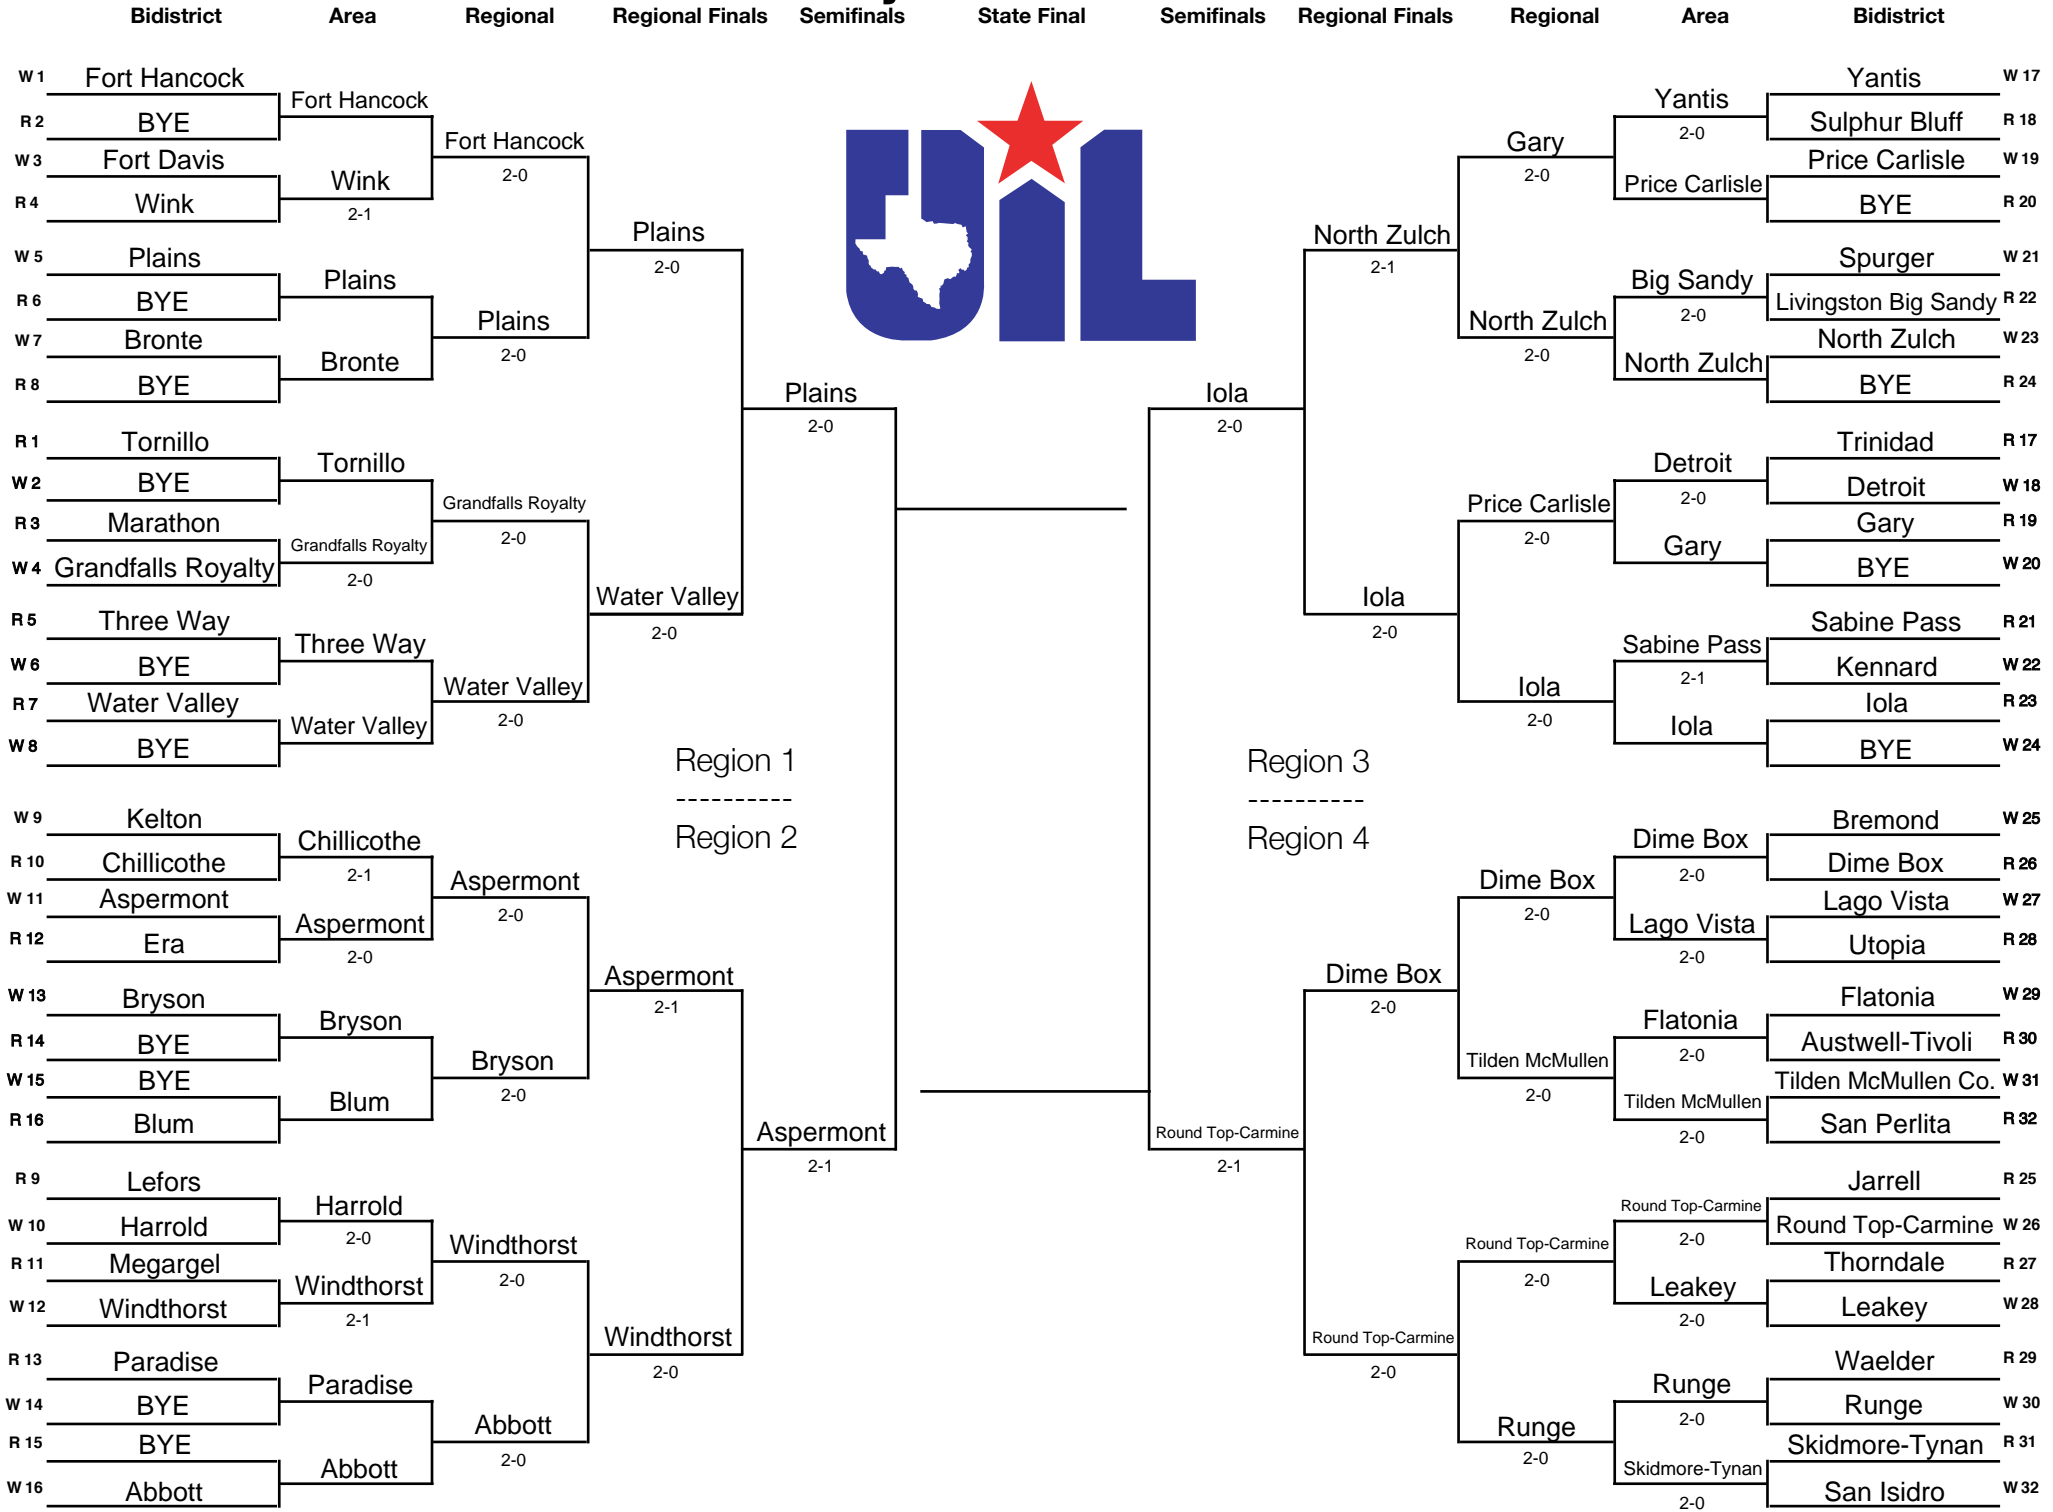 Bidistrict Area Regional Regional Finals Semifinals State Final Semifinals Regional Finals Regional Area Bidistrict
W 1 Fort Hancock
R 2 BYE
W 3 Fort Davis
R 4 Wink
W 5 Plains
R 6 BYE
W 7 Bronte
R 8 BYE
R 1 Tornillo
W 2 BYE
R 3 Marathon
W 4 Grandfalls Royalty
R 5 Three Way
W 6 BYE
R 7 Water Valley
W 8 BYE
W 9 Kelton
R 10 Chillicothe
W 11 Aspermont
R 12 Era
W 13 Bryson
R 14 BYE
W 15 BYE
R 16 Blum
R 9 Lefors
W 10 Harrold
R 11 Megargel
W 12 Windthorst
R 13 Paradise
W 14 BYE
R 15 BYE
W 16 Abbott
Fort Hancock
Wink
2-1
Plains
Bronte
Tornillo
Grandfalls Royalty
2-0
Three Way
Water Valley
Chillicothe
2-1
Aspermont
2-0
Bryson
Blum
Harrold
2-0
Windthorst
2-1
Paradise
Abbott
Fort Hancock
2-0
Plains
2-0
Grandfalls Royalty
2-0
Water Valley
2-0
Aspermont
2-0
Bryson
2-0
Windthorst
2-0
Abbott
2-0
Plains
2-0
Water Valley
2-0
Region 1
----------
Region 2
Aspermont
2-1
Windthorst
2-0
Plains
2-0
Aspermont
2-1
UIL
Iola
2-0
Round Top-Carmine
2-1
North Zulch
2-1
Iola
2-0
Region 3
----------
Region 4
Dime Box
2-0
Round Top-Carmine
2-0
Gary
2-0
North Zulch
2-0
Price Carlisle
2-0
Iola
2-0
Dime Box
2-0
Tilden McMullen
2-0
Round Top-Carmine
2-0
Runge
2-0
Yantis
2-0
Price Carlisle
Big Sandy
2-0
North Zulch
Detroit
2-0
Gary
Sabine Pass
2-1
Iola
Dime Box
2-0
Lago Vista
2-0
Flatonia
2-0
Tilden McMullen
2-0
Round Top-Carmine
2-0
Leakey
2-0
Runge
2-0
Skidmore-Tynan
2-0
Yantis W 17
Sulphur Bluff R 18
Price Carlisle W 19
BYE R 20
Spurger W 21
Livingston Big Sandy R 22
North Zulch W 23
BYE R 24
Trinidad R 17
Detroit W 18
Gary R 19
BYE W 20
Sabine Pass R 21
Kennard W 22
Iola R 23
BYE W 24
Bremond W 25
Dime Box R 26
Lago Vista W 27
Utopia R 28
Flatonia W 29
Austwell-Tivoli R 30
Tilden McMullen Co. W 31
San Perlita R 32
Jarrell R 25
Round Top-Carmine W 26
Thorndale R 27
Leakey W 28
Waelder R 29
Runge W 30
Skidmore-Tynan R 31
San Isidro W 32